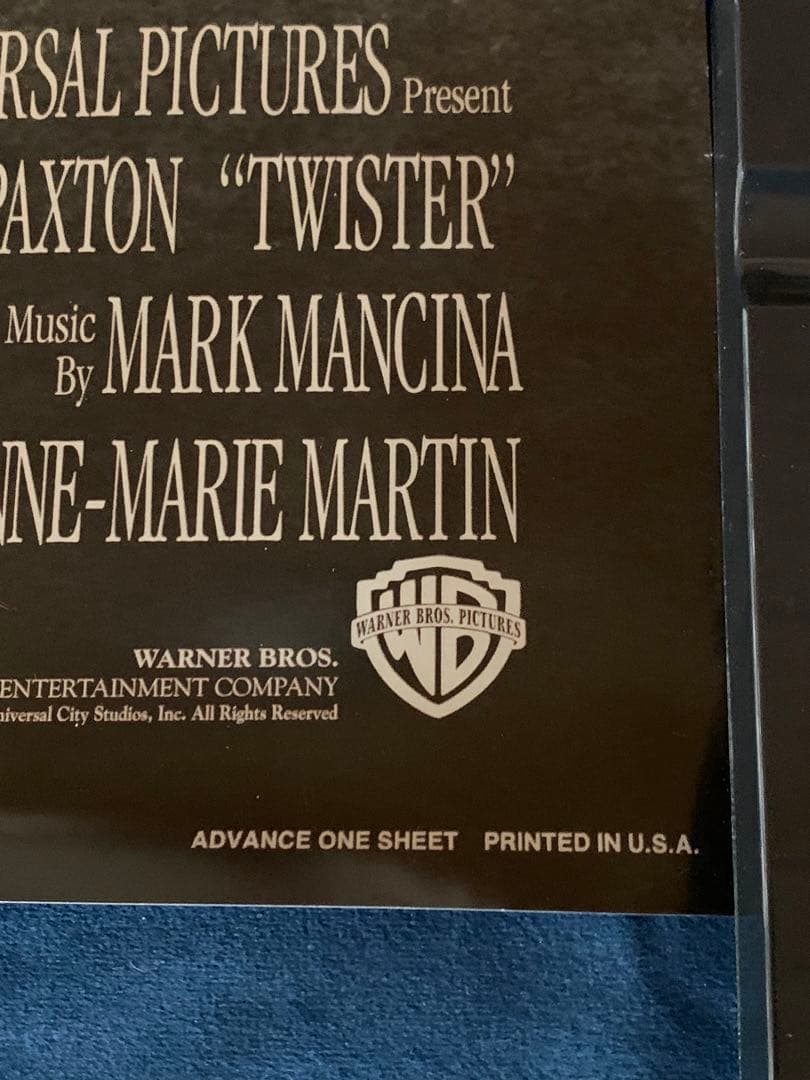 RSAL PICTURES Present
PAXTON “TWISTER”
Music By MARK MANCINA
NNE-MARIE MARTIN
WB
WARNER BROS. PICTURES
WARNER BROS.
ENTERTAINMENT COMPANY
niversal City Studios, Inc. All Rights Reserved
ADVANCE ONE SHEET PRINTED IN U.S.A.